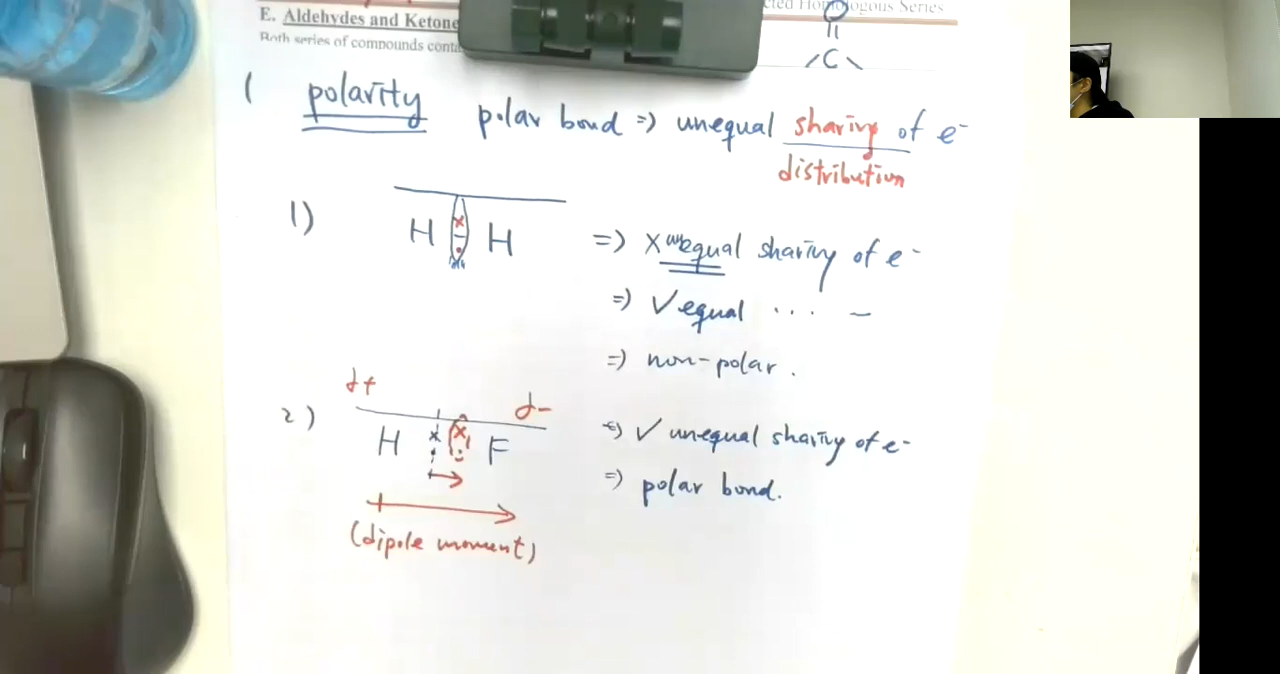 E. Aldehydes and Ketone
cted Homologous Series
Both series of compounds conta
O
C
( polarity polar bond => unequal sharing of e-
distribution
1) H x H => x unequal sharing of e-
=> ✓ equal ... –
=> non-polar.
δ+ δ-
2) H x x F => ✓ unequal sharing of e-
=> polar bond.
(dipole moment)